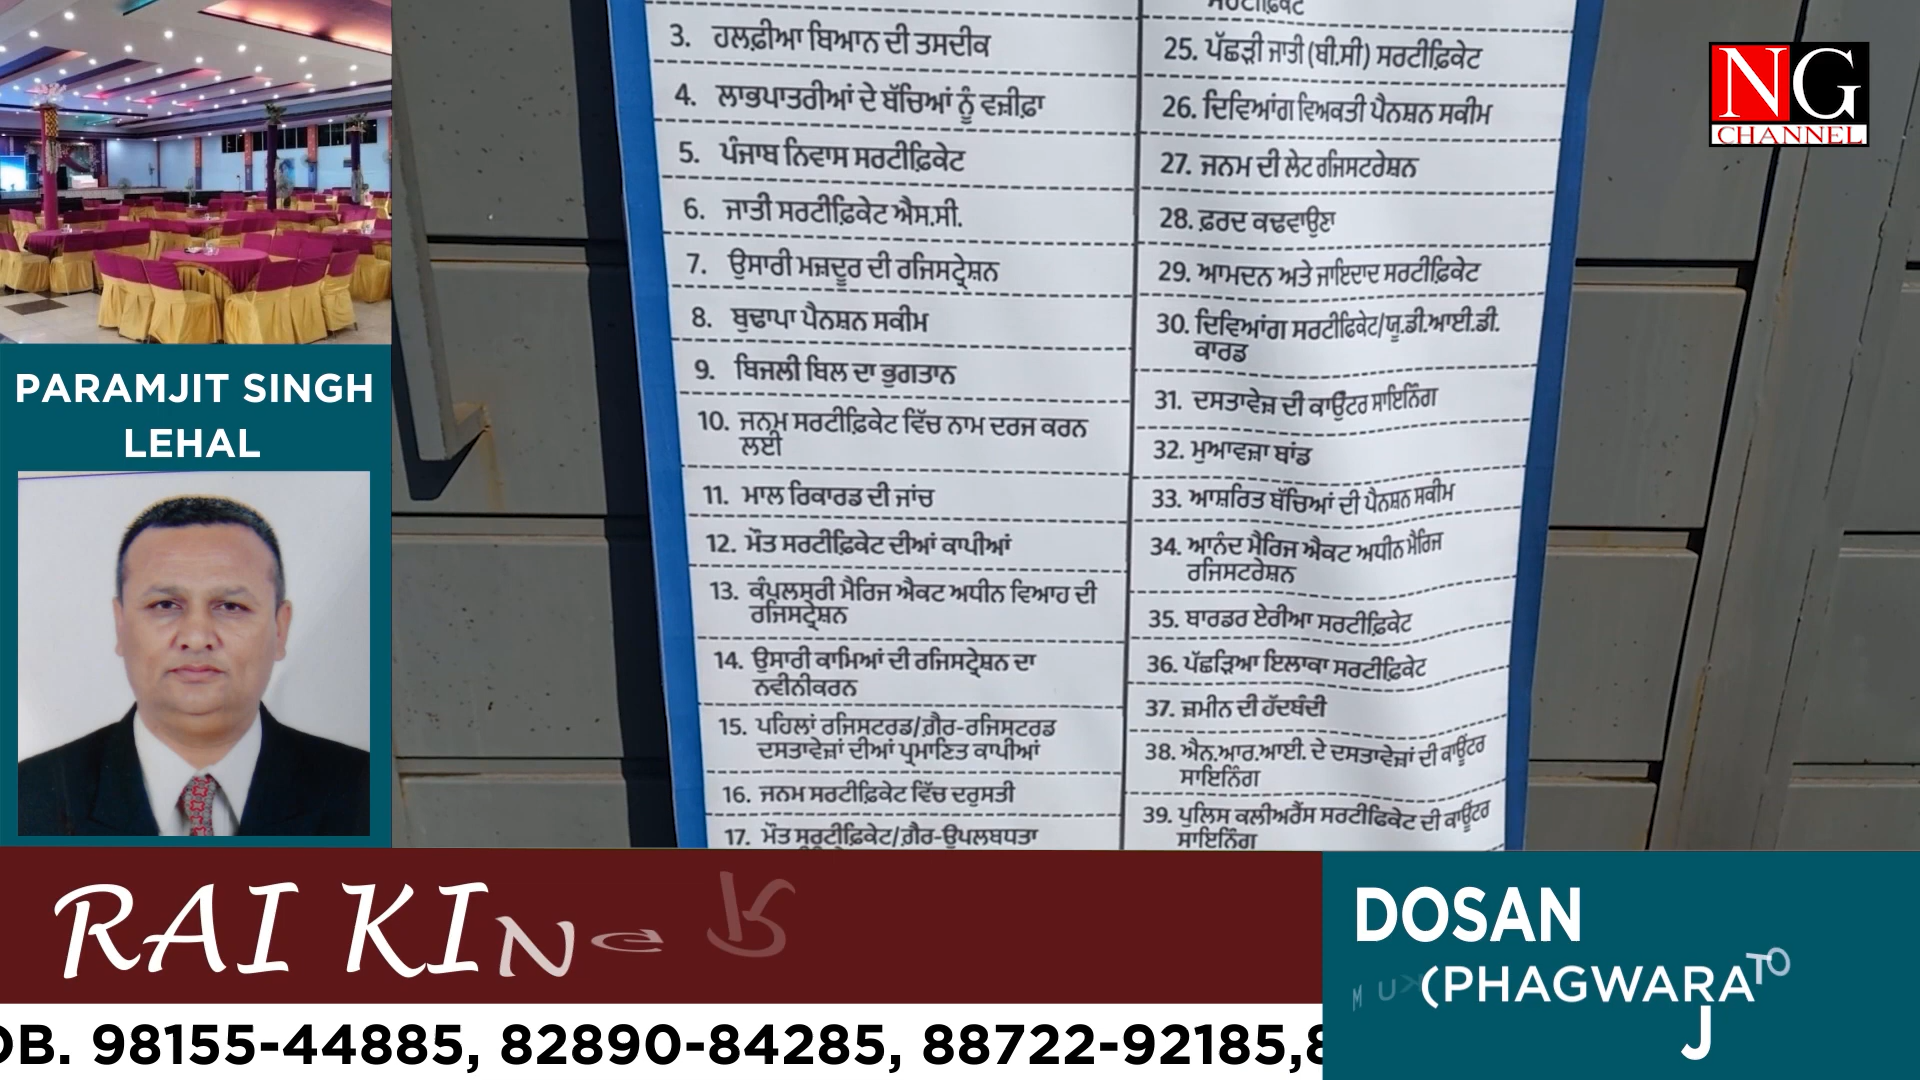 3. ਹਲਫ਼ੀਆ ਬਿਆਨ ਦੀ ਤਸਦੀਕ
4. ਲਾਭਪਾਤਰੀਆਂ ਦੇ ਬੱਚਿਆਂ ਨੂੰ ਵਜ਼ੀਫ਼ਾ
5. ਪੰਜਾਬ ਨਿਵਾਸ ਸਰਟੀਫ਼ਿਕੇਟ
6. ਜਾਤੀ ਸਰਟੀਫ਼ਿਕੇਟ ਐਸ.ਸੀ.
7. ਉਸਾਰੀ ਮਜ਼ਦੂਰ ਦੀ ਰਜਿਸਟ੍ਰੇਸ਼ਨ
8. ਬੁਢਾਪਾ ਪੈਨਸ਼ਨ ਸਕੀਮ
9. ਬਿਜਲੀ ਬਿਲ ਦਾ ਭੁਗਤਾਨ
10. ਜਨਮ ਸਰਟੀਫ਼ਿਕੇਟ ਵਿੱਚ ਨਾਮ ਦਰਜ ਕਰਨ
ਲਈ
11. ਮਾਲ ਰਿਕਾਰਡ ਦੀ ਜਾਂਚ
12. ਮੌਤ ਸਰਟੀਫ਼ਿਕੇਟ ਦੀਆਂ ਕਾਪੀਆਂ
13. ਕੰਪਲਸਰੀ ਮੈਰਿਜ ਐਕਟ ਅਧੀਨ ਵਿਆਹ ਦੀ
ਰਜਿਸਟ੍ਰੇਸ਼ਨ
14. ਉਸਾਰੀ ਕਾਮਿਆਂ ਦੀ ਰਜਿਸਟ੍ਰੇਸ਼ਨ ਦਾ
ਨਵੀਨੀਕਰਨ
15. ਪਹਿਲਾਂ ਰਜਿਸਟਰਡ/ਗ਼ੈਰ-ਰਜਿਸਟਰਡ
ਦਸਤਾਵੇਜ਼ਾਂ ਦੀਆਂ ਪ੍ਰਮਾਣਿਤ ਕਾਪੀਆਂ
16. ਜਨਮ ਸਰਟੀਫ਼ਿਕੇਟ ਵਿੱਚ ਦਰੁਸਤੀ
17. ਮੌਤ ਸਰਟੀਫ਼ਿਕੇਟ/ਗ਼ੈਰ-ਉਪਲਬਧਤਾ
25. ਪੱਛੜੀ ਜਾਤੀ (ਬੀ.ਸੀ) ਸਰਟੀਫ਼ਿਕੇਟ
26. ਦਿਵਿਆਂਗ ਵਿਅਕਤੀ ਪੈਨਸ਼ਨ ਸਕੀਮ
27. ਜਨਮ ਦੀ ਲੇਟ ਰਜਿਸਟਰੇਸ਼ਨ
28. ਫ਼ਰਦ ਕਢਵਾਉਣਾ
29. ਆਮਦਨ ਅਤੇ ਜਾਇਦਾਦ ਸਰਟੀਫ਼ਿਕੇਟ
30. ਦਿਵਿਆਂਗ ਸਰਟੀਫਿਕੇਟ/ਯੂ.ਡੀ.ਆਈ.ਡੀ.
ਕਾਰਡ
31. ਦਸਤਾਵੇਜ਼ ਦੀ ਕਾਉਂਟਰ ਸਾਇਨਿੰਗ
32. ਮੁਆਵਜ਼ਾ ਬਾਂਡ
33. ਆਸ਼ਰਿਤ ਬੱਚਿਆਂ ਦੀ ਪੈਨਸ਼ਨ ਸਕੀਮ
34. ਆਨੰਦ ਮੈਰਿਜ ਐਕਟ ਅਧੀਨ ਮੈਰਿਜ
ਰਜਿਸਟਰੇਸ਼ਨ
35. ਬਾਰਡਰ ਏਰੀਆ ਸਰਟੀਫ਼ਿਕੇਟ
36. ਪੱਛੜਿਆ ਇਲਾਕਾ ਸਰਟੀਫ਼ਿਕੇਟ
37. ਜ਼ਮੀਨ ਦੀ ਹੱਦਬੰਦੀ
38. ਐਨ.ਆਰ.ਆਈ. ਦੇ ਦਸਤਾਵੇਜ਼ਾਂ ਦੀ ਕਾਊਂਟਰ
ਸਾਇਨਿੰਗ
39. ਪੁਲਿਸ ਕਲੀਅਰੈਂਸ ਸਰਟੀਫਿਕੇਟ ਦੀ ਕਾਊਂਟਰ
ਸਾਇਨਿੰਗ
NG
CHANNEL
PARAMJIT SINGH
LEHAL
RAI KIN
DOSAN
(PHAGWARA TO
98155-44885, 82890-84285, 88722-92185,